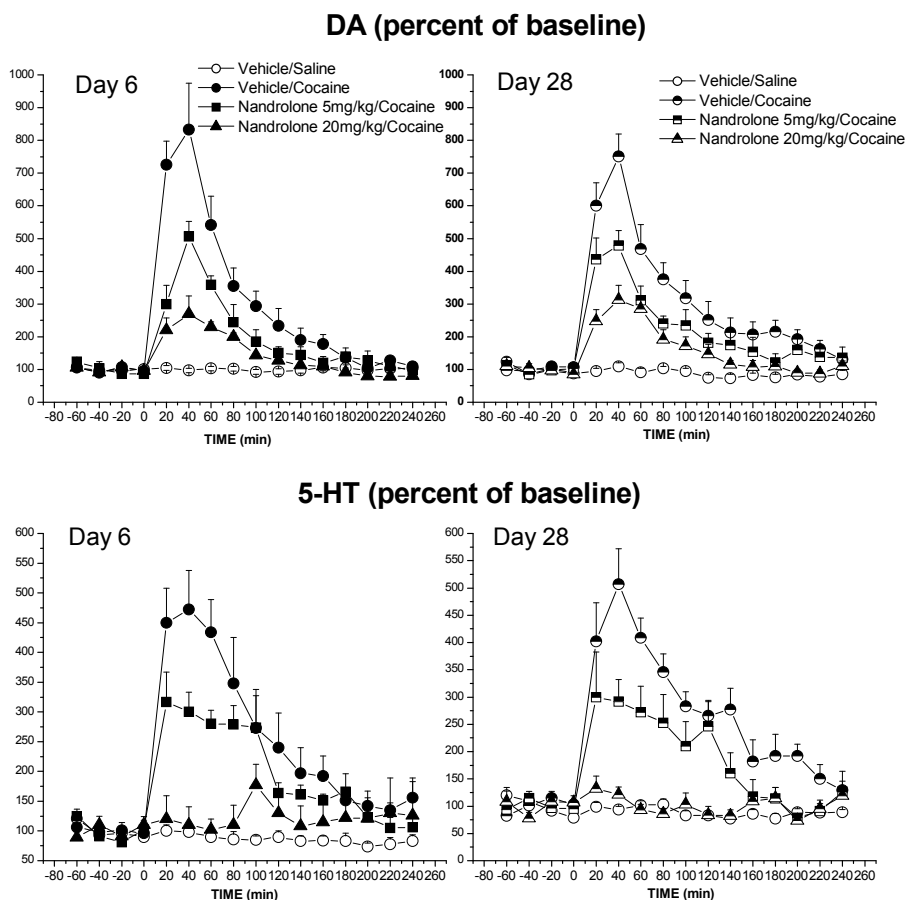 DA (percent of baseline)
Day 6
Vehicle/Saline
Vehicle/Cocaine
Nandrolone 5mg/kg/Cocaine
Nandrolone 20mg/kg/Cocaine
1000
900
800
700
600
500
400
300
200
100
0
-80 -60 -40 -20 0 20 40 60 80 100 120 140 160 180 200 220 240 260
TIME (min)
Day 28
Vehicle/Saline
Vehicle/Cocaine
Nandrolone 5mg/kg/Cocaine
Nandrolone 20mg/kg/Cocaine
1000
900
800
700
600
500
400
300
200
100
0
-80 -60 -40 -20 0 20 40 60 80 100 120 140 160 180 200 220 240 260
TIME (min)
5-HT (percent of baseline)
Day 6
600
550
500
450
400
350
300
250
200
150
100
50
-80 -60 -40 -20 0 20 40 60 80 100 120 140 160 180 200 220 240 260
TIME (min)
Day 28
600
550
500
450
400
350
300
250
200
150
100
50
0
-80 -60 -40 -20 0 20 40 60 80 100 120 140 160 180 200 220 240 260
TIME (min)